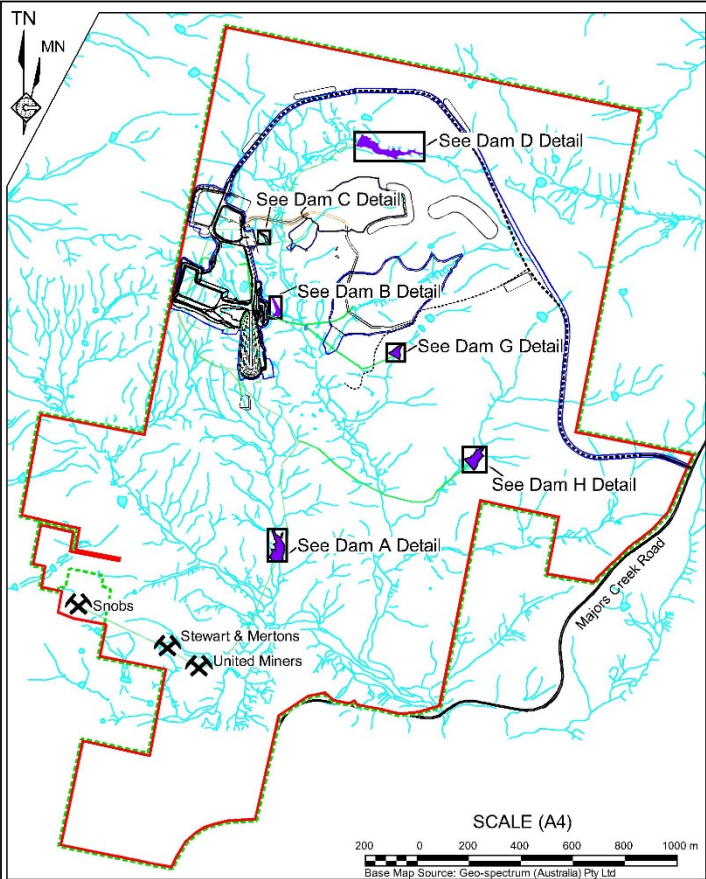 TN
MN
See Dam D Detail
See Dam C Detail
See Dam B Detail
See Dam G Detail
See Dam H Detail
See Dam A Detail
Majors Creek Road
Snobs
Stewart & Mertons
United Miners
SCALE (A4)
200 0 200 400 600 800 1000 m
Base Map Source: Geo-spectrum (Australia) Pty Ltd